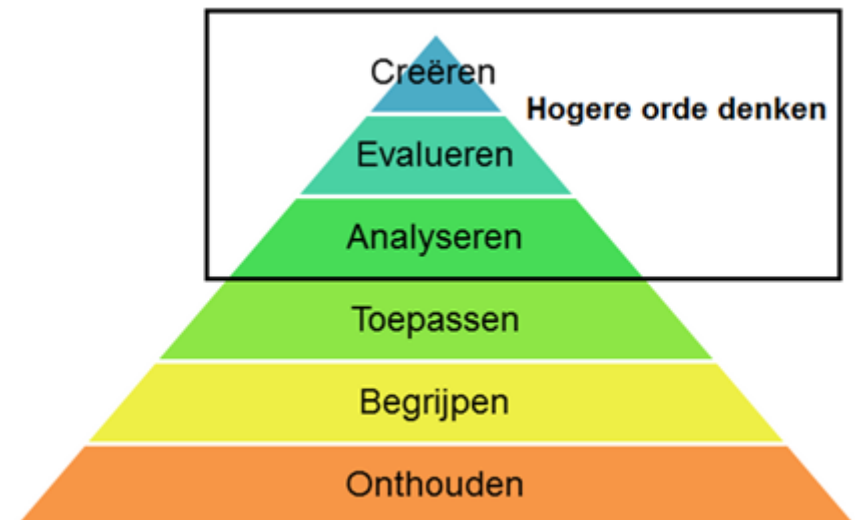 Creëren
Hogere orde denken
Evalueren
Analyseren
Toepassen
Begrijpen
Onthouden